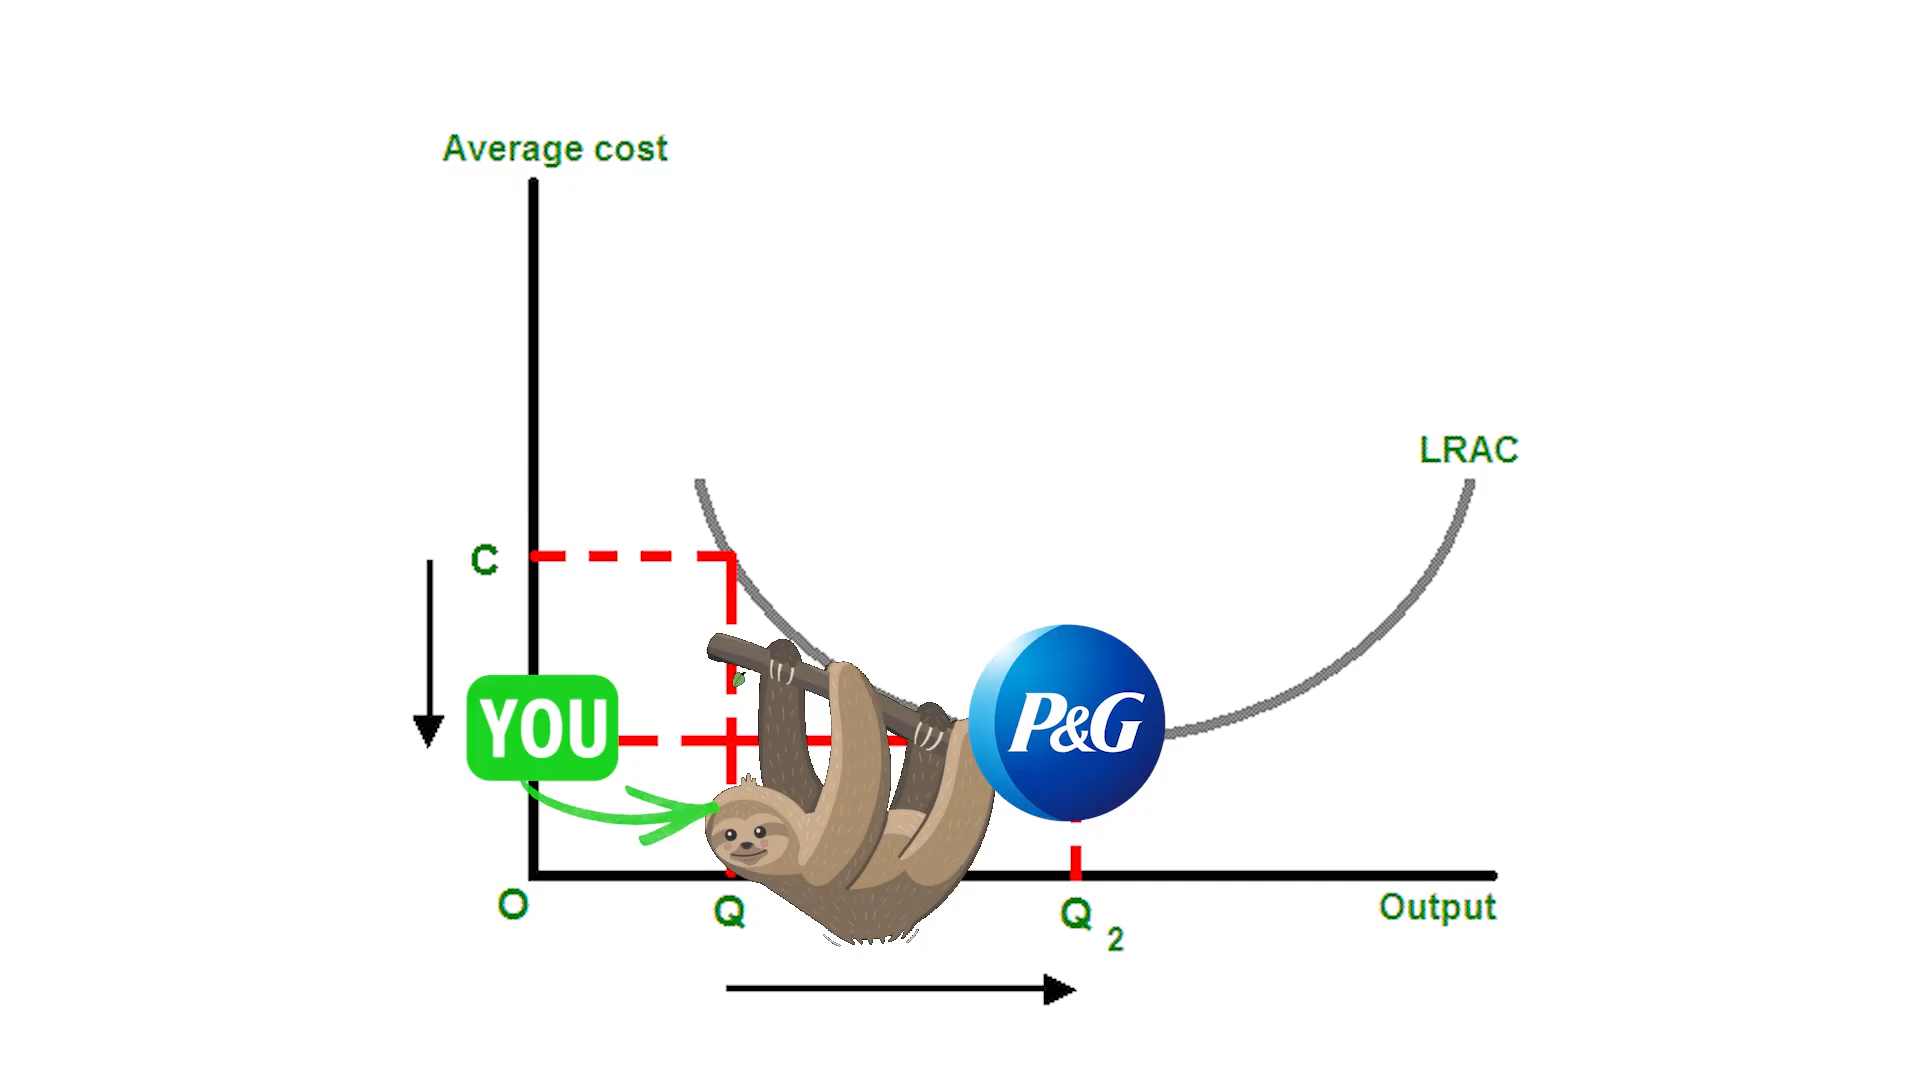 Average cost
LRAC
C
YOU
P&G
O
Q
Q 2
Output